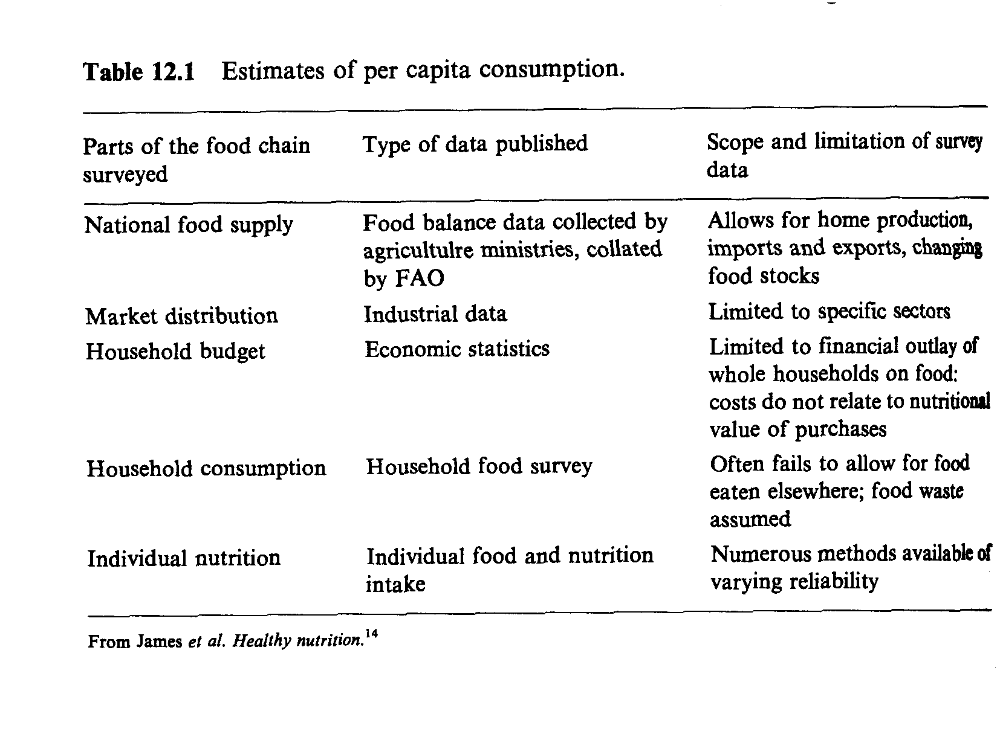 Table 12.1 Estimates of per capita consumption.
Parts of the food chain surveyed
Type of data published
Scope and limitation of survey data
National food supply
Food balance data collected by
agricultulre ministries, collated
by FAO
Allows for home production,
imports and exports, changing
food stocks
Market distribution
Industrial data
Limited to specific sectors
Household budget
Economic statistics
Limited to financial outlay of
whole households on food:
costs do not relate to nutritional
value of purchases
Household consumption
Household food survey
Often fails to allow for food
eaten elsewhere; food waste
assumed
Individual nutrition
Individual food and nutrition
intake
Numerous methods available of
varying reliability
From James et al. Healthy nutrition.14